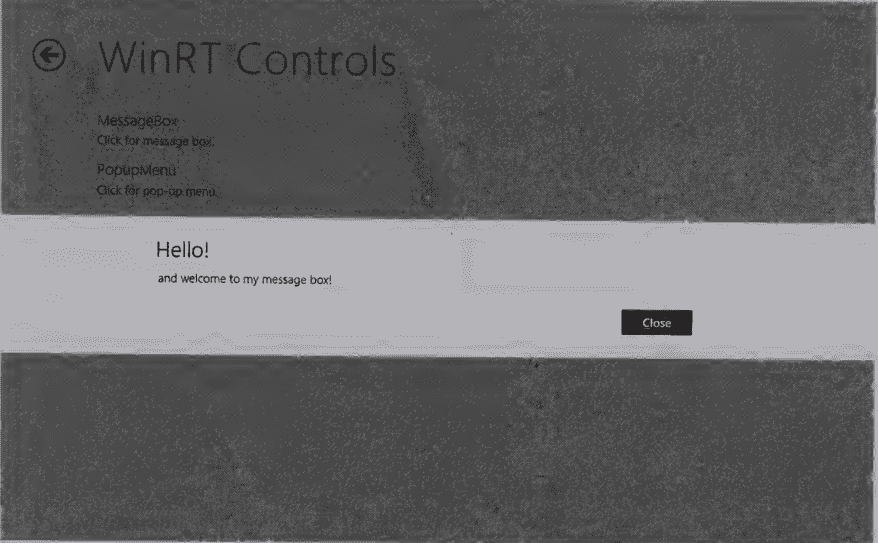 WinRT Controls
MessageBox
Click for message box.
PopupMenu
Click for pop-up menu.
Hello!
and welcome to my message box!
Close